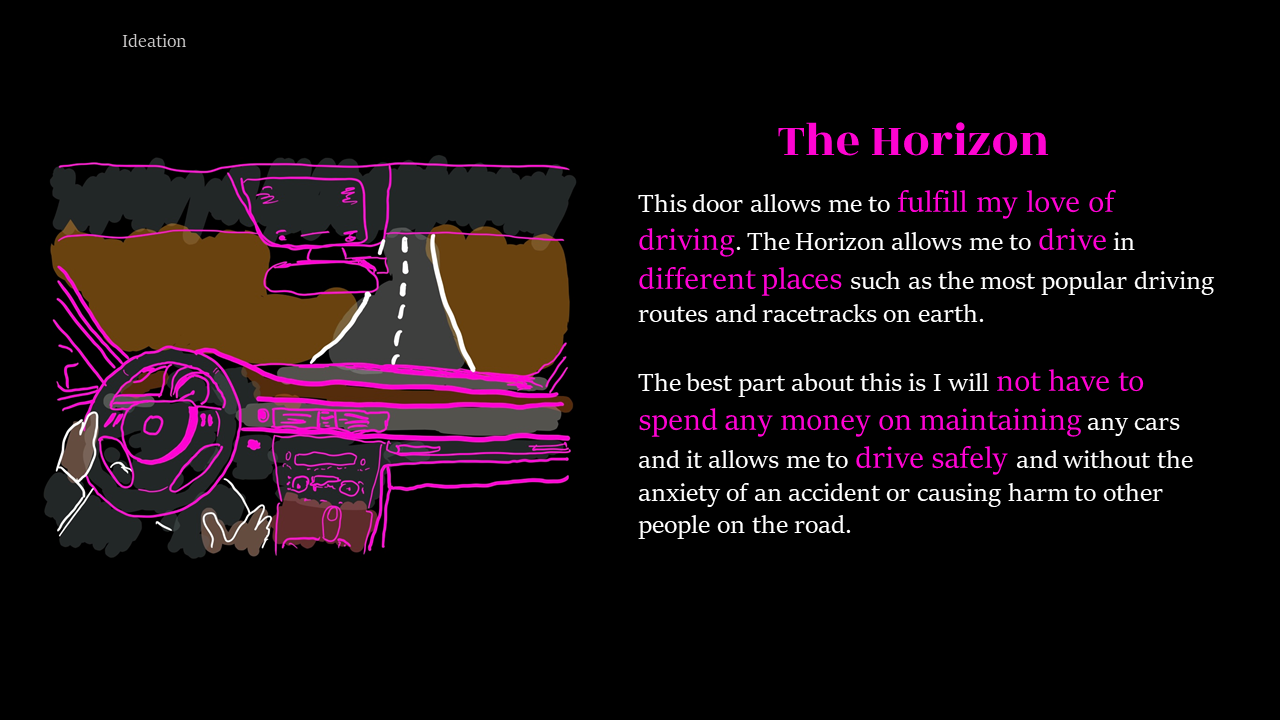 Ideation
The Horizon
This door allows me to fulfill my love of
driving. The Horizon allows me to drive in
different places such as the most popular driving
routes and racetracks on earth.
The best part about this is I will not have to
spend any money on maintaining any cars
and it allows me to drive safely and without the
anxiety of an accident or causing harm to other
people on the road.